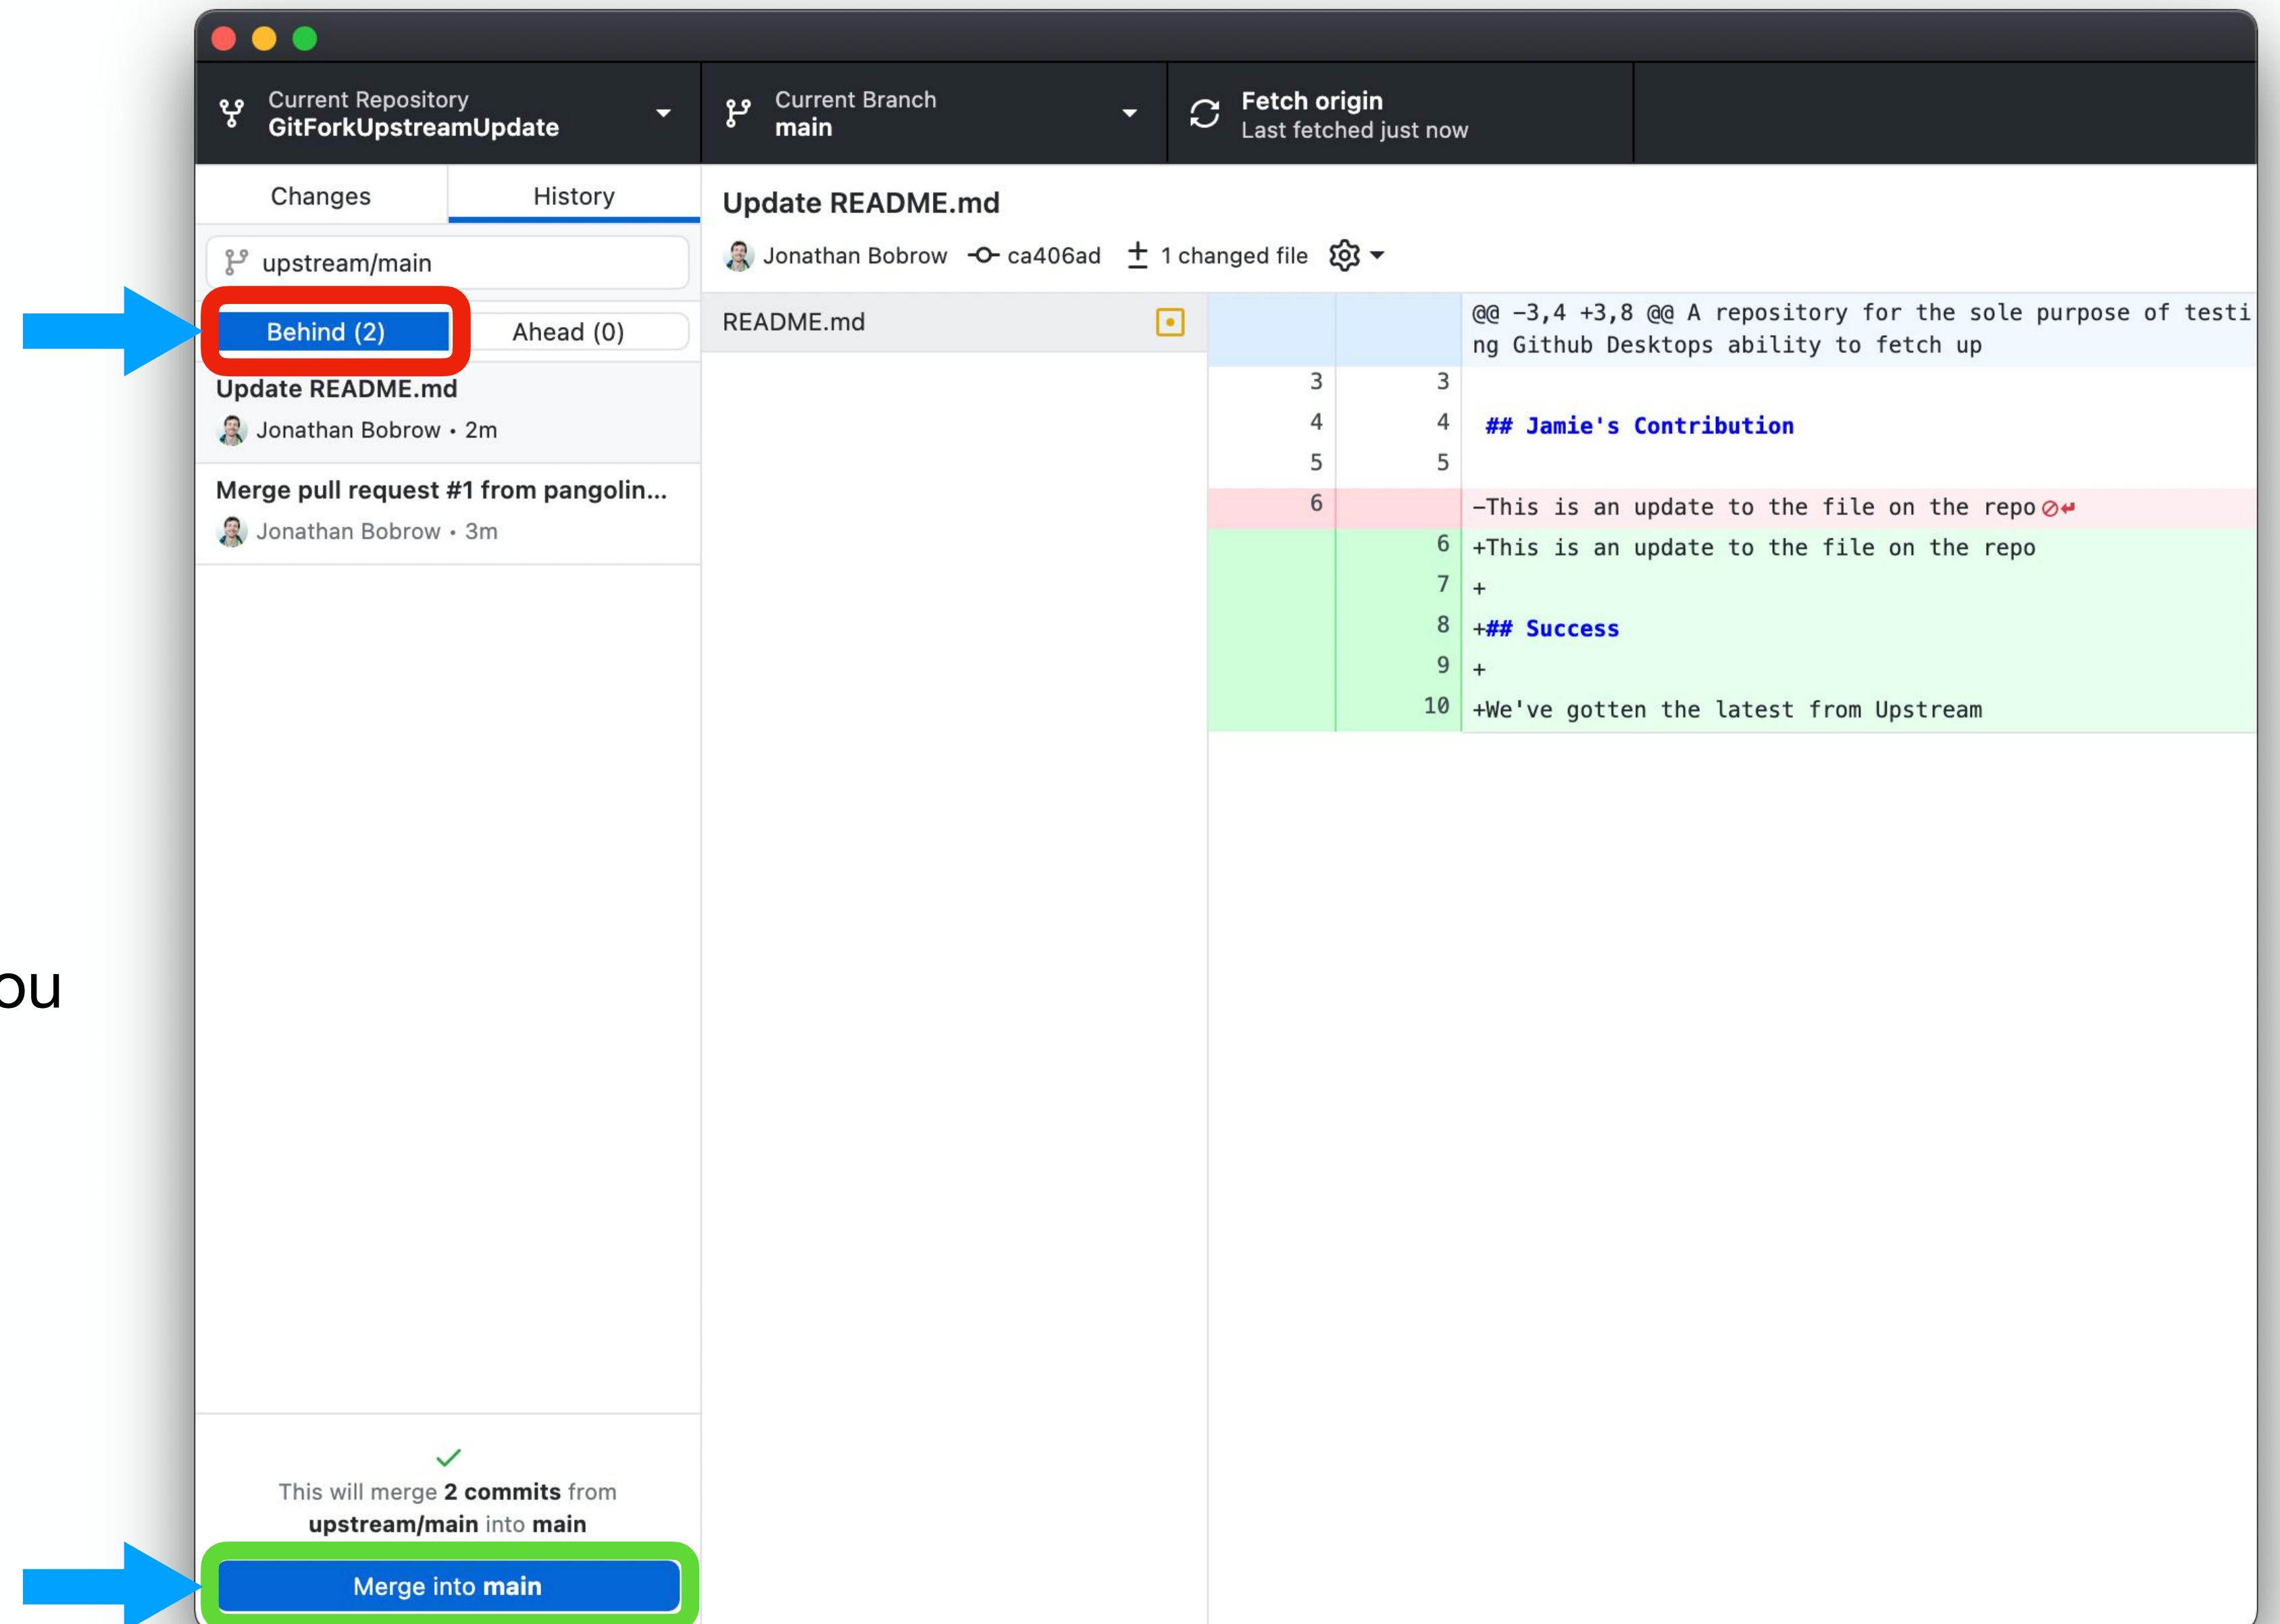 Current Repository
GitForkUpstreamUpdate
Current Branch
main
Fetch origin
Last fetched just now
Changes
History
upstream/main
Behind (2)
Ahead (0)
Update README.md
Jonathan Bobrow • 2m
Merge pull request #1 from pangolin...
Jonathan Bobrow • 3m
This will merge 2 commits from
upstream/main into main
Merge into main
Update README.md
Jonathan Bobrow ca406ad 1 changed file
README.md
@@ -3,4 +3,8 @@ A repository for the sole purpose of testi
ng Github Desktops ability to fetch up
3 3
4 4 ## Jamie's Contribution
5 5
6 -This is an update to the file on the repo
6 +This is an update to the file on the repo
7 +
8 +## Success
9 +
10 +We've gotten the latest from Upstream